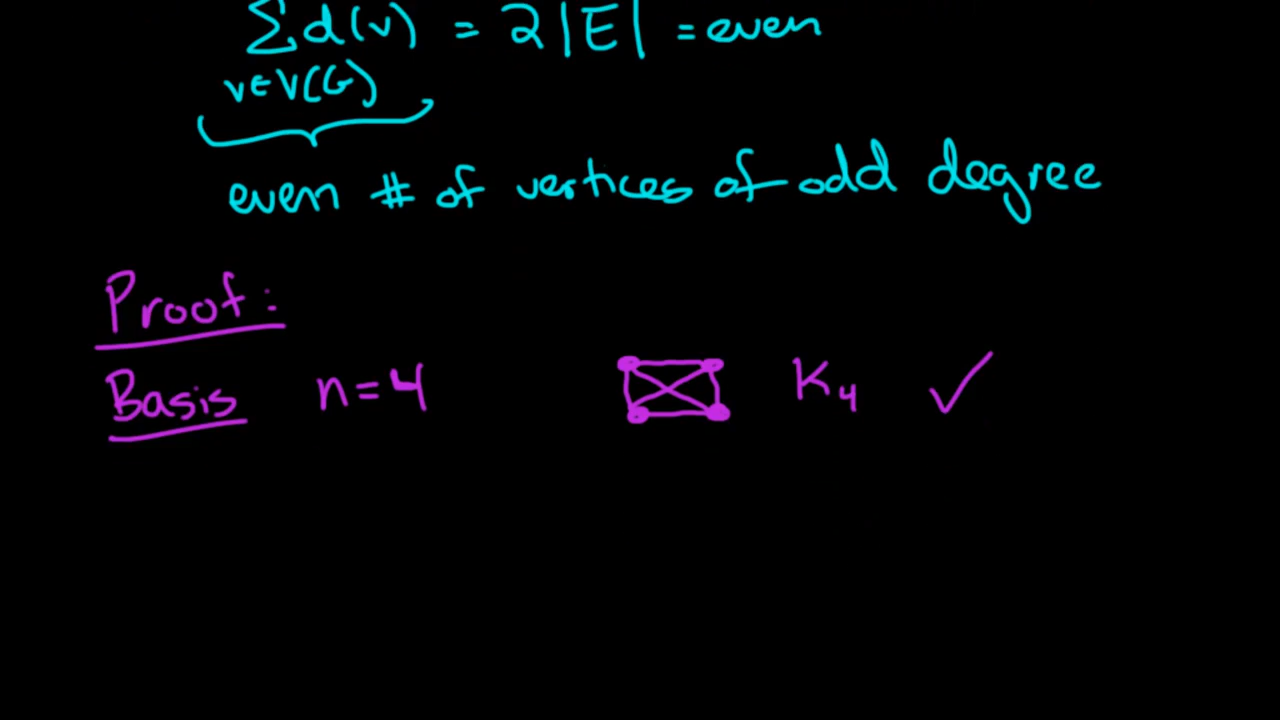 ∑ d(v) = 2|E| = even
v∈V(G)
even # of vertices of odd degree
Proof:
Basis n=4 K₄ ✓